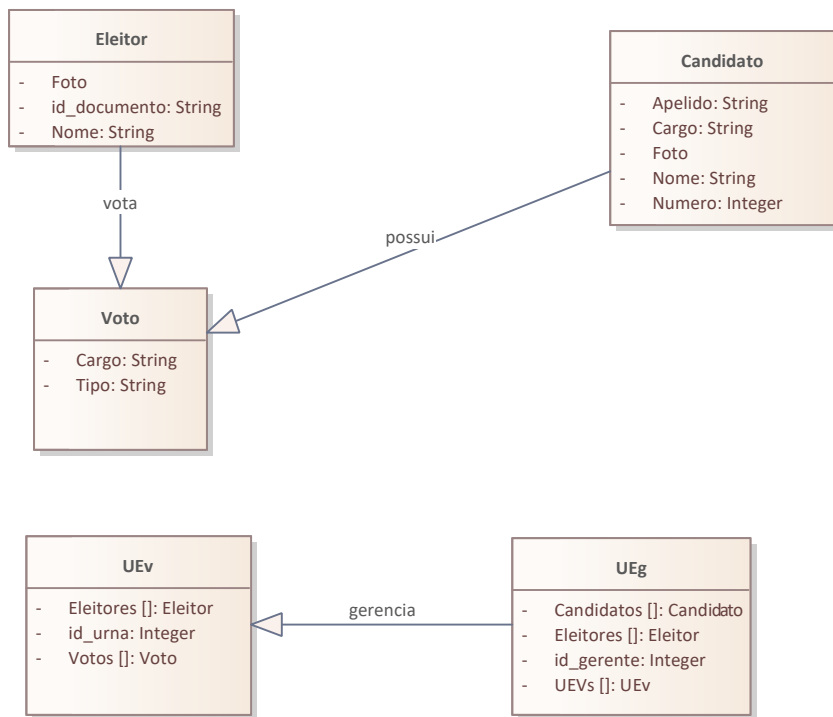 Eleitor
- Foto
- id_documento: String
- Nome: String
Candidato
- Apelido: String
- Cargo: String
- Foto
- Nome: String
- Numero: Integer
vota
possui
Voto
- Cargo: String
- Tipo: String
UEv
- Eleitores []: Eleitor
- id_urna: Integer
- Votos []: Voto
gerencia
UEg
- Candidatos []: Candidato
- Eleitores []: Eleitor
- id_gerente: Integer
- UEVs []: UEv